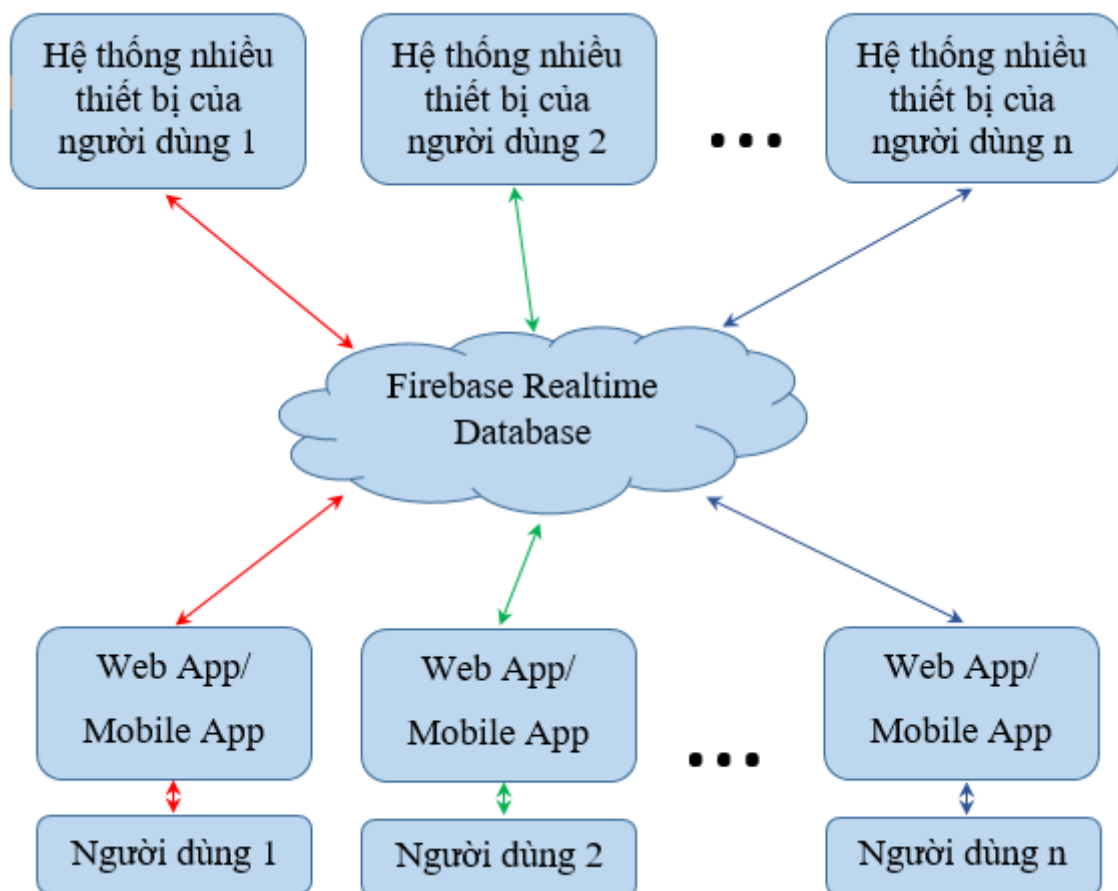 Hệ thống nhiều
thiết bị của
người dùng 1
Hệ thống nhiều
thiết bị của
người dùng 2
...
Hệ thống nhiều
thiết bị của
người dùng n
Firebase Realtime
Database
Web App/
Mobile App
Web App/
Mobile App
...
Web App/
Mobile App
Người dùng 1
Người dùng 2
Người dùng n